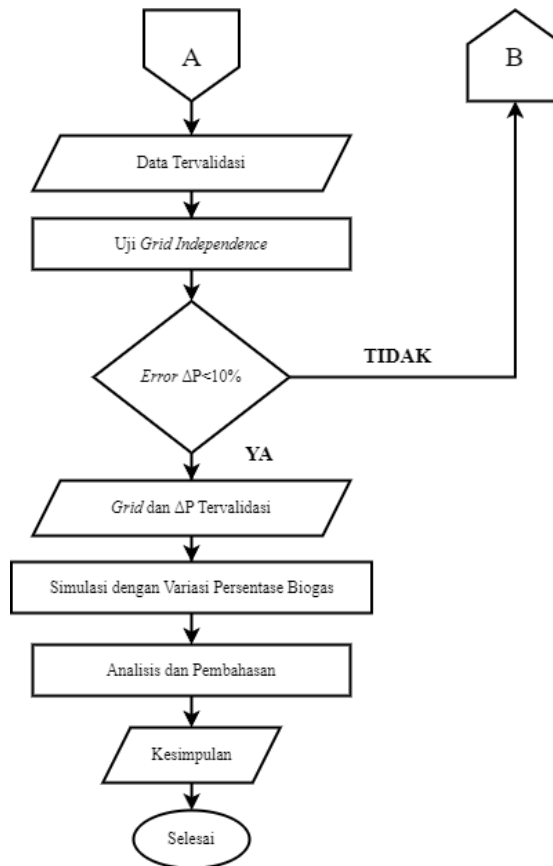 A
B
Data Tervalidasi
Uji Grid Independence
Error ΔP<10%
TIDAK
YA
Grid dan ΔP Tervalidasi
Simulasi dengan Variasi Persentase Biogas
Analisis dan Pembahasan
Kesimpulan
Selesai